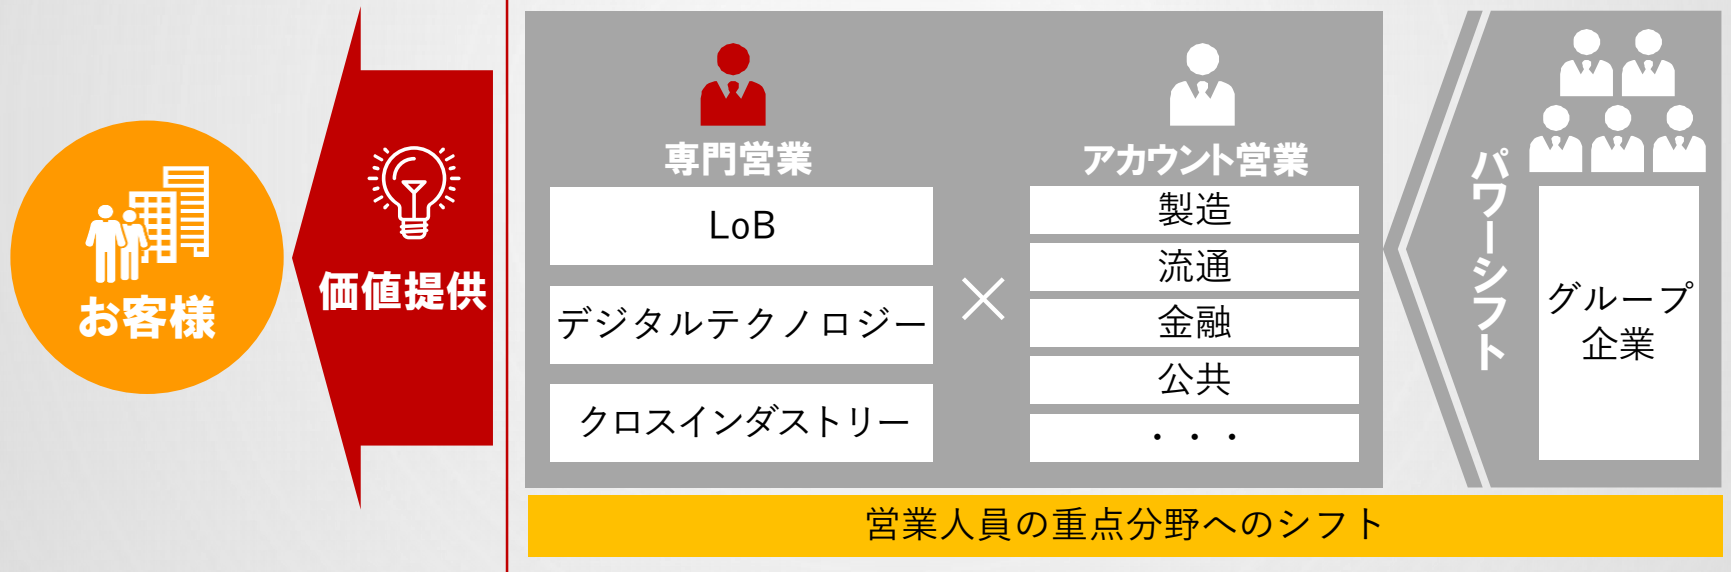 お客様
価値提供
専門営業
LoB
デジタルテクノロジー
クロスインダストリー
×
アカウント営業
製造
流通
金融
公共
・・・
パワーシフト
グループ
企業
営業人員の重点分野へのシフト